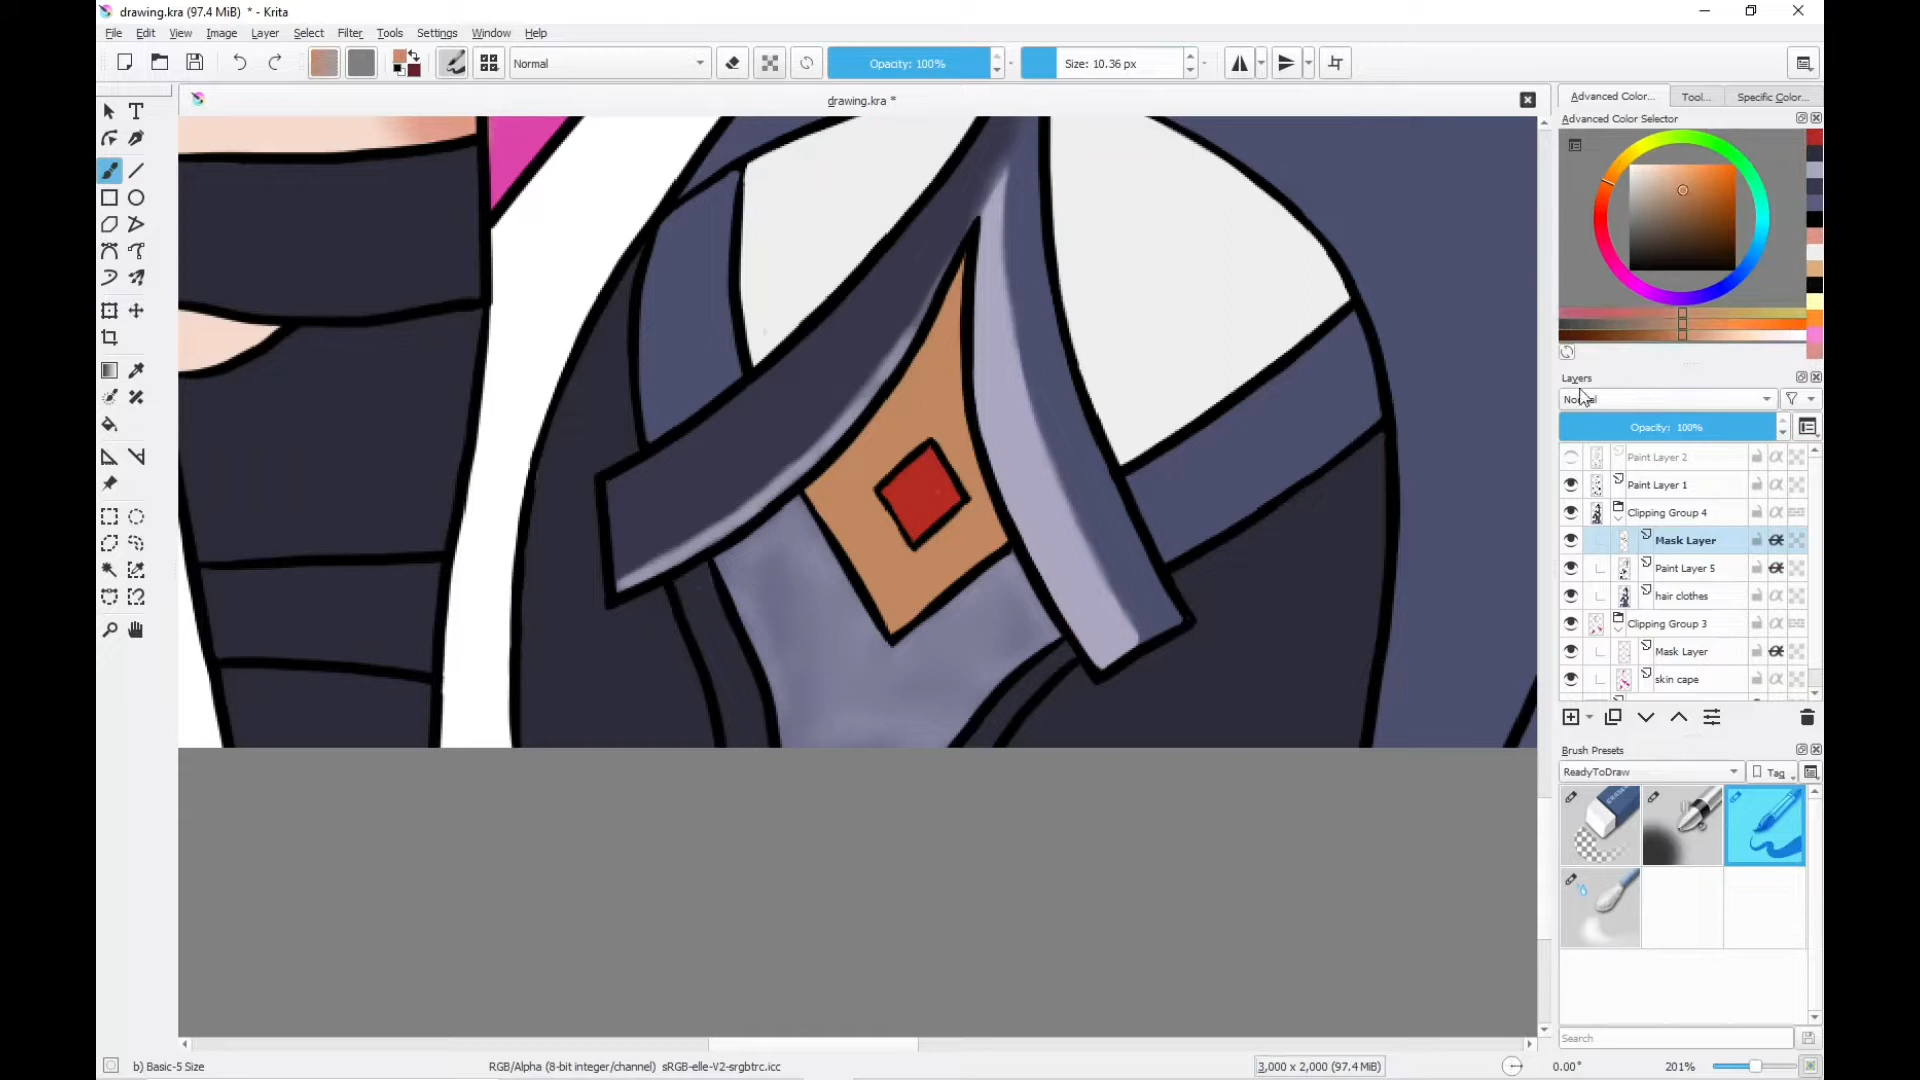 drawing.kra (97.4 MiB) * - Krita
File Edit View Image Layer Select Filter Tools Settings Window Help
Normal Opacity: 100% Size: 10.36 px
drawing.kra *
Advanced Color... Tool... Specific Color...
Advanced Color Selector
Layers
Opacity: 100%
Paint Layer 2
Paint Layer 1
Clipping Group 4
Mask Layer
Paint Layer 5
hair clothes
Clipping Group 3
Mask Layer
skin cape
Brush Presets
ReadyToDraw Tag
Search
b) Basic-5 Size RGB/Alpha (8-bit integer/channel) sRGB-elle-V2-srgbtrc.icc 3,000 x 2,000 (97.4 MiB) 0.00° 201%